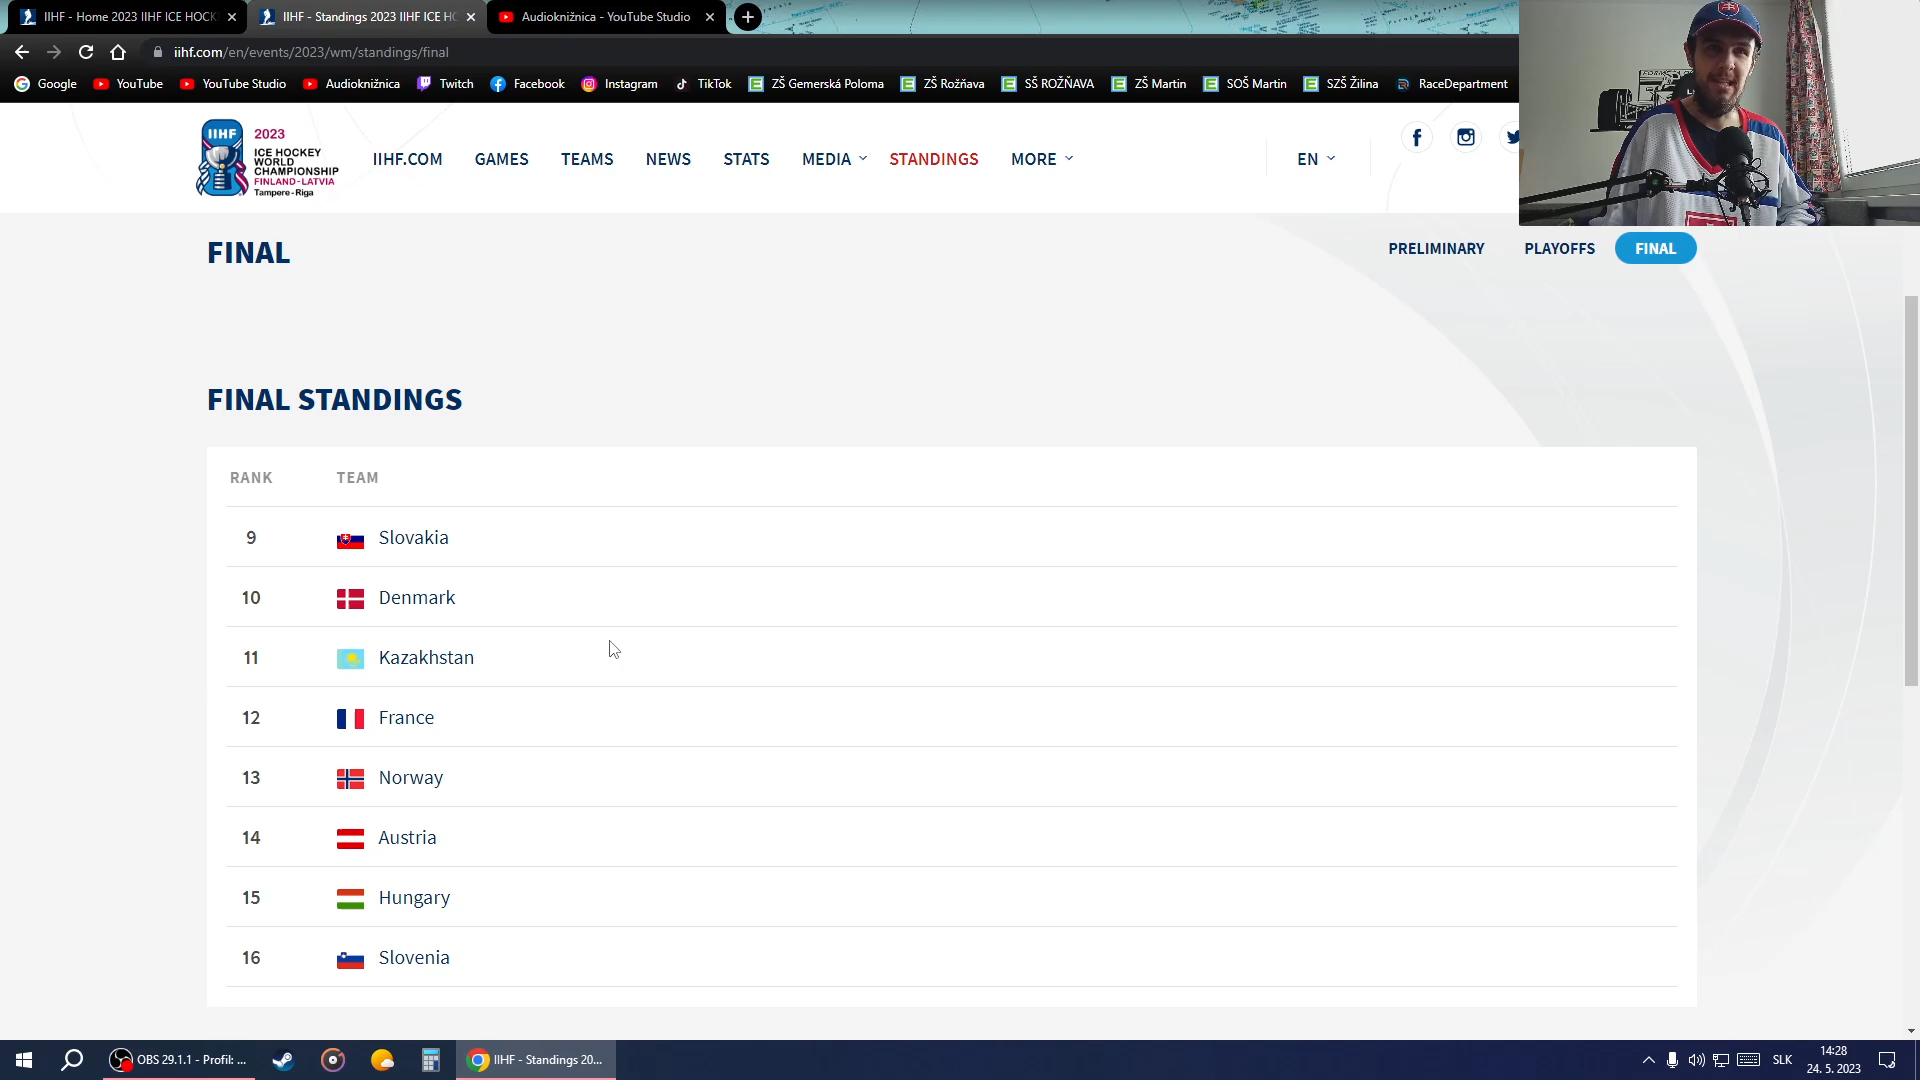 IIHF - Home 2023 IIHF ICE HOCK
IIHF - Standings 2023 IIHF ICE HO
Audioknižnica - YouTube Studio
iihf.com/en/events/2023/wm/standings/final
Google
YouTube
YouTube Studio
Audioknižnica
Twitch
Facebook
Instagram
TikTok
ZŠ Gemerská Poloma
ZŠ Rožňava
SŠ ROŽŇAVA
ZŠ Martin
SOŠ Martin
SZŠ Žilina
RaceDepartment
IIHF
2023
ICE HOCKEY
WORLD
CHAMPIONSHIP
FINLAND-LATVIA
Tampere - Riga
IIHF.COM
GAMES
TEAMS
NEWS
STATS
MEDIA
STANDINGS
MORE
EN
FINAL
PRELIMINARY
PLAYOFFS
FINAL
FINAL STANDINGS
RANK TEAM
9 Slovakia
10 Denmark
11 Kazakhstan
12 France
13 Norway
14 Austria
15 Hungary
16 Slovenia
OBS 29.1.1 - Profil: ...
IIHF - Standings 20...
SLK
14:28
24. 5. 2023